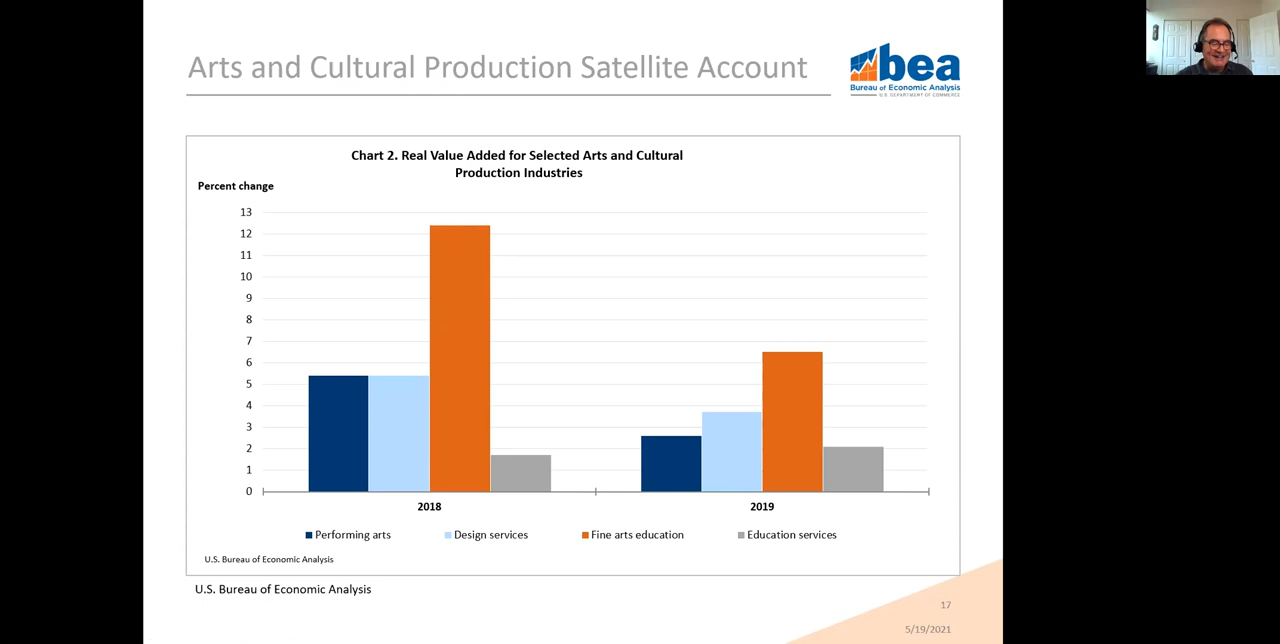 Arts and Cultural Production Satellite Account
bea
Bureau of Economic Analysis
U.S. DEPARTMENT OF COMMERCE
Chart 2. Real Value Added for Selected Arts and Cultural
Production Industries
Percent change
13
12
11
10
9
8
7
6
5
4
3
2
1
0
2018 2019
Performing arts Design services Fine arts education Education services
U.S. Bureau of Economic Analysis
U.S. Bureau of Economic Analysis
17
5/19/2021